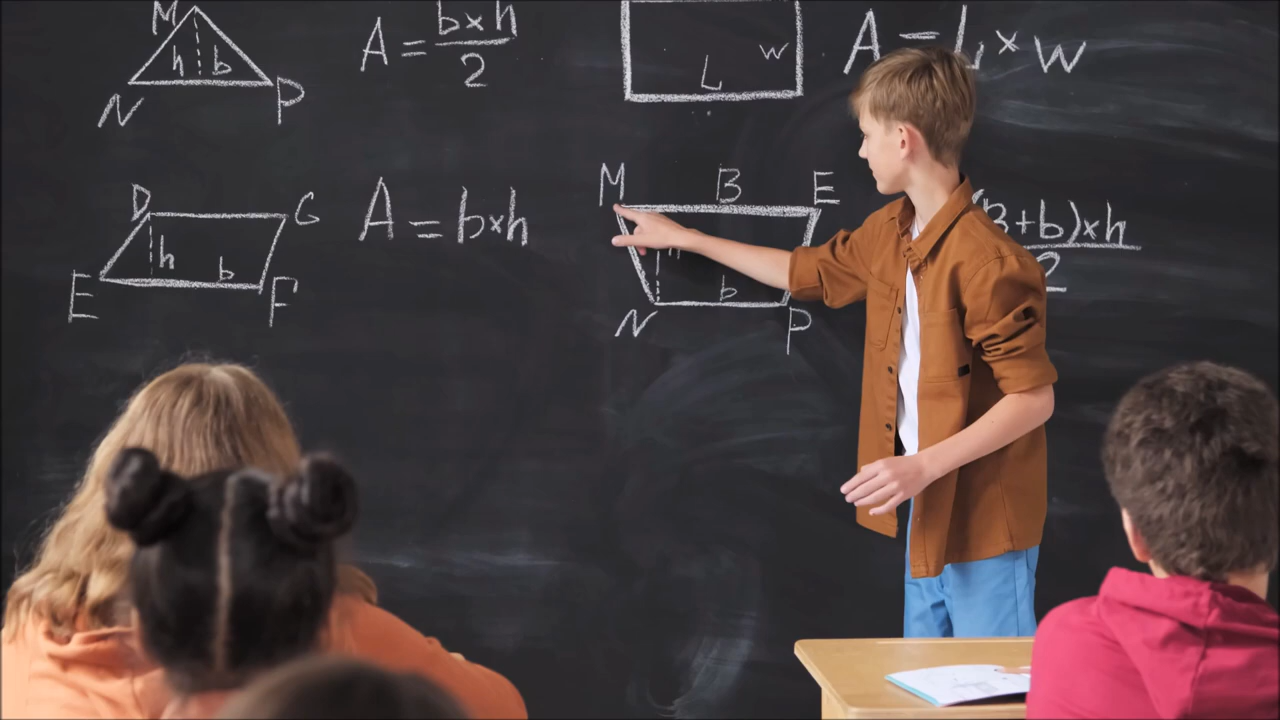 M
h b
N P
A = b×h
2
W
L
A = L × W
D G
h b
E F
A = b×h
M B E
h
b
N P
B+b)×h
2